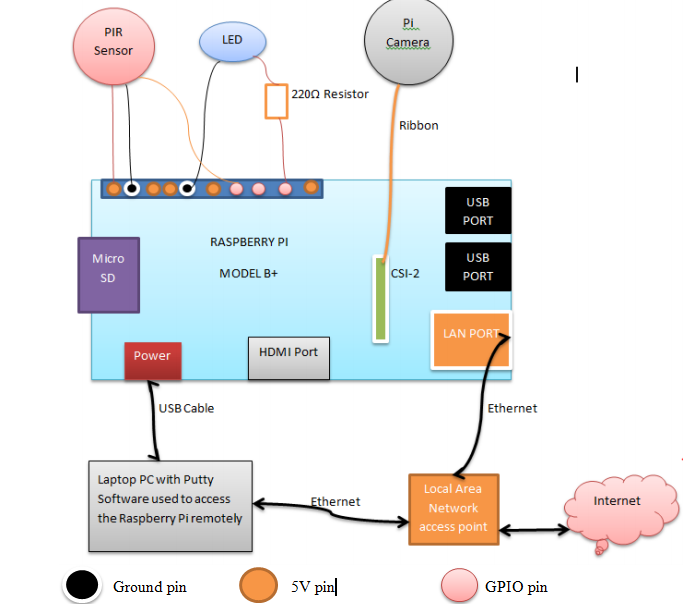 PIR
Sensor
LED
Pi
Camera
220Ω Resistor
Ribbon
USB
PORT
RASPBERRY PI
MODEL B+
Micro
SD
CSI-2
USB
PORT
LAN PORT
Power
HDMI Port
USB Cable
Ethernet
Laptop PC with Putty
Software used to access
the Raspberry Pi remotely
Ethernet
Local Area
Network
access point
Internet
Ground pin
5V pin
GPIO pin